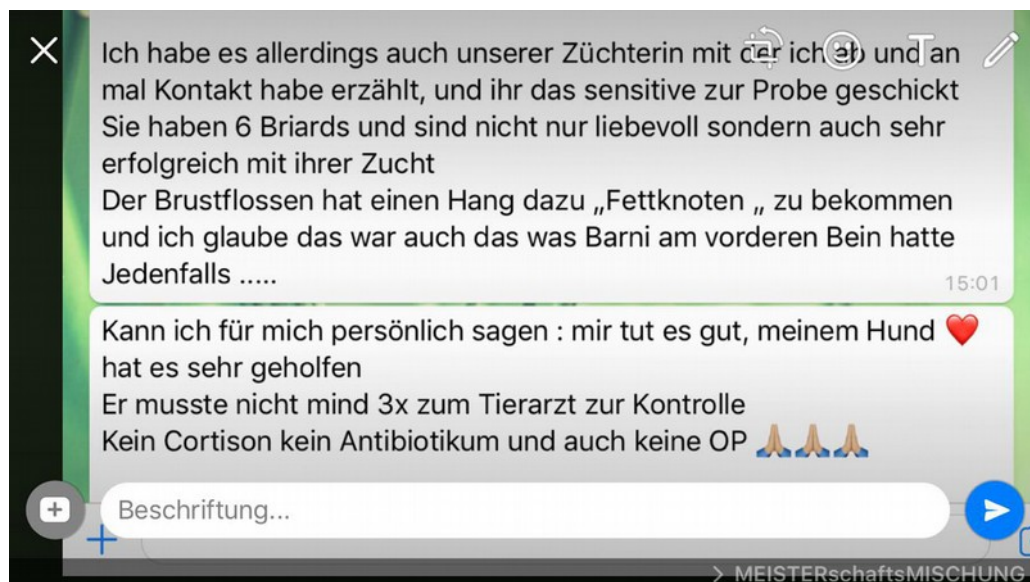 Ich habe es allerdings auch unserer Züchterin mit der ich ab und an
mal Kontakt habe erzählt, und ihr das sensitive zur Probe geschickt
Sie haben 6 Briards und sind nicht nur liebevoll sondern auch sehr
erfolgreich mit ihrer Zucht
Der Brustflossen hat einen Hang dazu „Fettknoten „ zu bekommen
und ich glaube das war auch das was Barni am vorderen Bein hatte
Jedenfalls .....
15:01
Kann ich für mich persönlich sagen : mir tut es gut, meinem Hund ❤️
hat es sehr geholfen
Er musste nicht mind 3x zum Tierarzt zur Kontrolle
Kein Cortison kein Antibiotikum und auch keine OP 🙏🏼🙏🏼🙏🏼
Beschriftung...
> MEISTERschaftsMISCHUNG